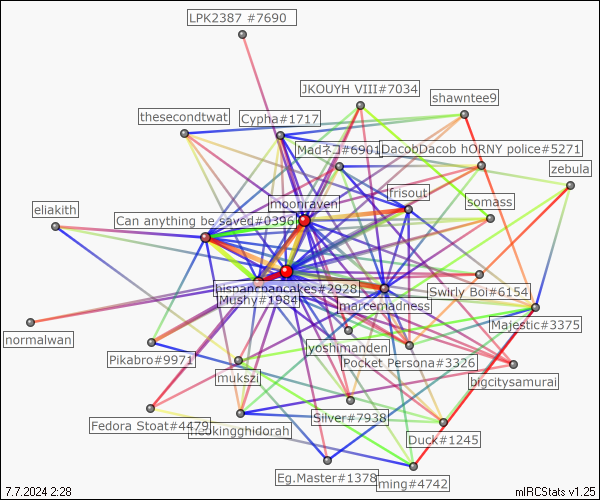 LPK2387 #7690
JKOUYH VIII#7034
shawntee9
thesecondtwat
Cypha#1717
Madネコ#6901
DacobDacob hORNY police#5271
zebula
frisout
moonraven
somass
eliakith
Can anything be saved#0396
hispanchancakes#2928
Mushy#1984
Swirly Boi#6154
marcemadness
Majestic#3375
normalwan
yoshimanden
Pikabro#9971
Pocket Persona#3326
mukszi
bigcitysamurai
Silver#7938
Fedora Stoat#4479
Duck#1245
Eg.Master#1378
ming#4742
7.7.2024 2:28
mIRCStats v1.25